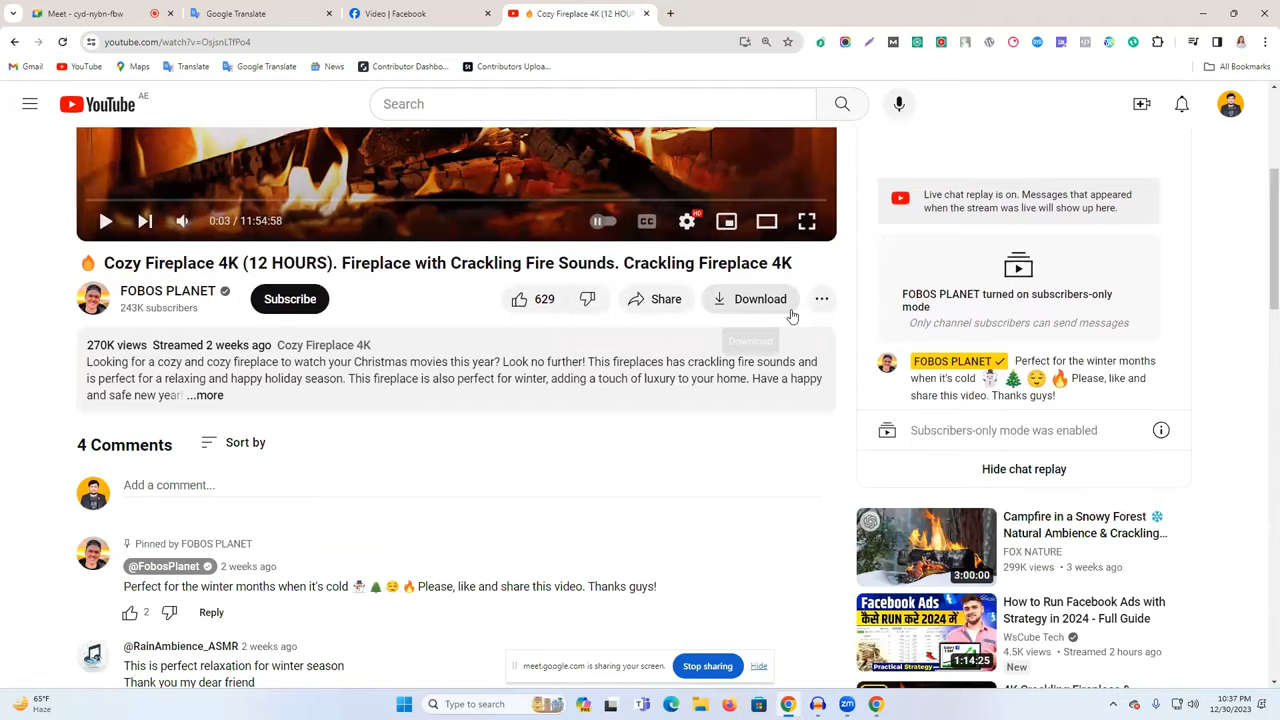 Meet - cyd-nybn-fbw
Google Translate
Video | Facebook
Cozy Fireplace 4K (12 HOUR
youtube.com/watch?v=OsjsnLTfPo4
Gmail
YouTube
Maps
Translate
Google Translate
News
Contributor Dashbo...
Contributors Uploa...
All Bookmarks
YouTube AE
Search
0:03 / 11:54:58
CC
HD
🔥 Cozy Fireplace 4K (12 HOURS). Fireplace with Crackling Fire Sounds. Crackling Fireplace 4K
FOBOS PLANET
243K subscribers
Subscribe
629
Share
Download
Download
270K views Streamed 2 weeks ago Cozy Fireplace 4K
Looking for a cozy and cozy fireplace to watch your Christmas movies this year? Look no further! This fireplaces has crackling fire sounds and
is perfect for a relaxing and happy holiday season. This fireplace is also perfect for winter, adding a touch of luxury to your home. Have a happy
and safe new year! ...more
4 Comments
Sort by
Add a comment...
Pinned by FOBOS PLANET
@FobosPlanet 2 weeks ago
Perfect for the winter months when it's cold ☃️ 🎄 😌 🔥 Please, like and share this video. Thanks guys!
2
Reply
@RainAmbience_ASMR 2 weeks ago
This is perfect relaxation for winter season
Thank you my dear friend
Live chat replay is on. Messages that appeared
when the stream was live will show up here.
FOBOS PLANET turned on subscribers-only
mode
Only channel subscribers can send messages
FOBOS PLANET Perfect for the winter months
when it's cold ☃️ 🎄 😌 🔥 Please, like and
share this video. Thanks guys!
Subscribers-only mode was enabled
Hide chat replay
Campfire in a Snowy Forest ❄️
Natural Ambience & Crackling...
FOX NATURE
299K views • 3 weeks ago
3:00:00
Facebook Ads
कैसे RUN करे 2024 में
Practical Strategy
1:14:25
How to Run Facebook Ads with
Strategy in 2024 - Full Guide
WsCube Tech
4.5K views • Streamed 2 hours ago
New
4K Crackling Fireplace &
meet.google.com is sharing your screen.
Stop sharing
Hide
65°F
Haze
Type here to search
zm
10:37 PM
12/30/2023